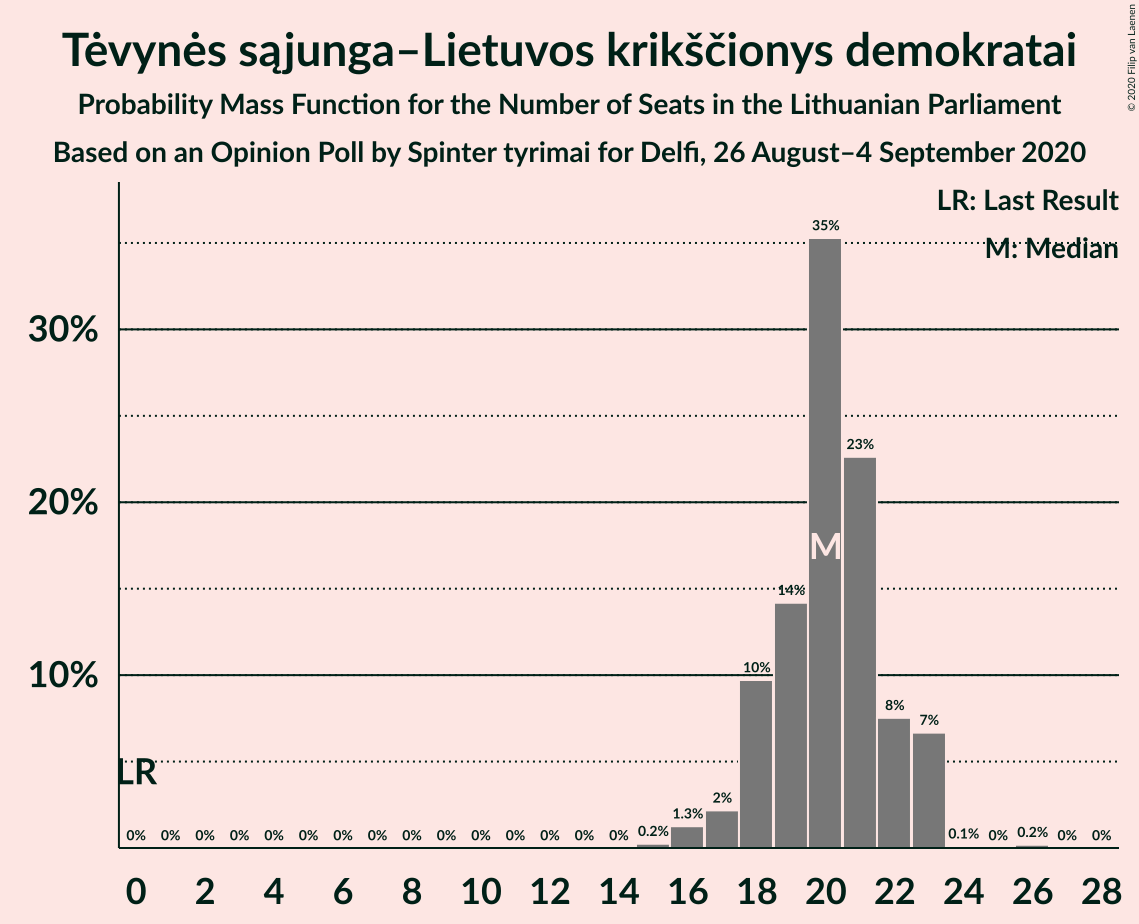 Tėvynės sąjunga–Lietuvos krikščionys demokratai
Probability Mass Function for the Number of Seats in the Lithuanian Parliament
Based on an Opinion Poll by Spinter tyrimai for Delfi, 26 August–4 September 2020
© 2020 Filip van Laenen
LR: Last Result
M: Median
35%
30%
23%
20%
M
14%
10%
10%
8%
7%
LR
0% 0% 0% 0% 0% 0% 0% 0% 0% 0% 0% 0% 0% 0% 0% 0.2% 1.3% 2% 0.1% 0% 0.2% 0% 0%
0 2 4 6 8 10 12 14 16 18 20 22 24 26 28